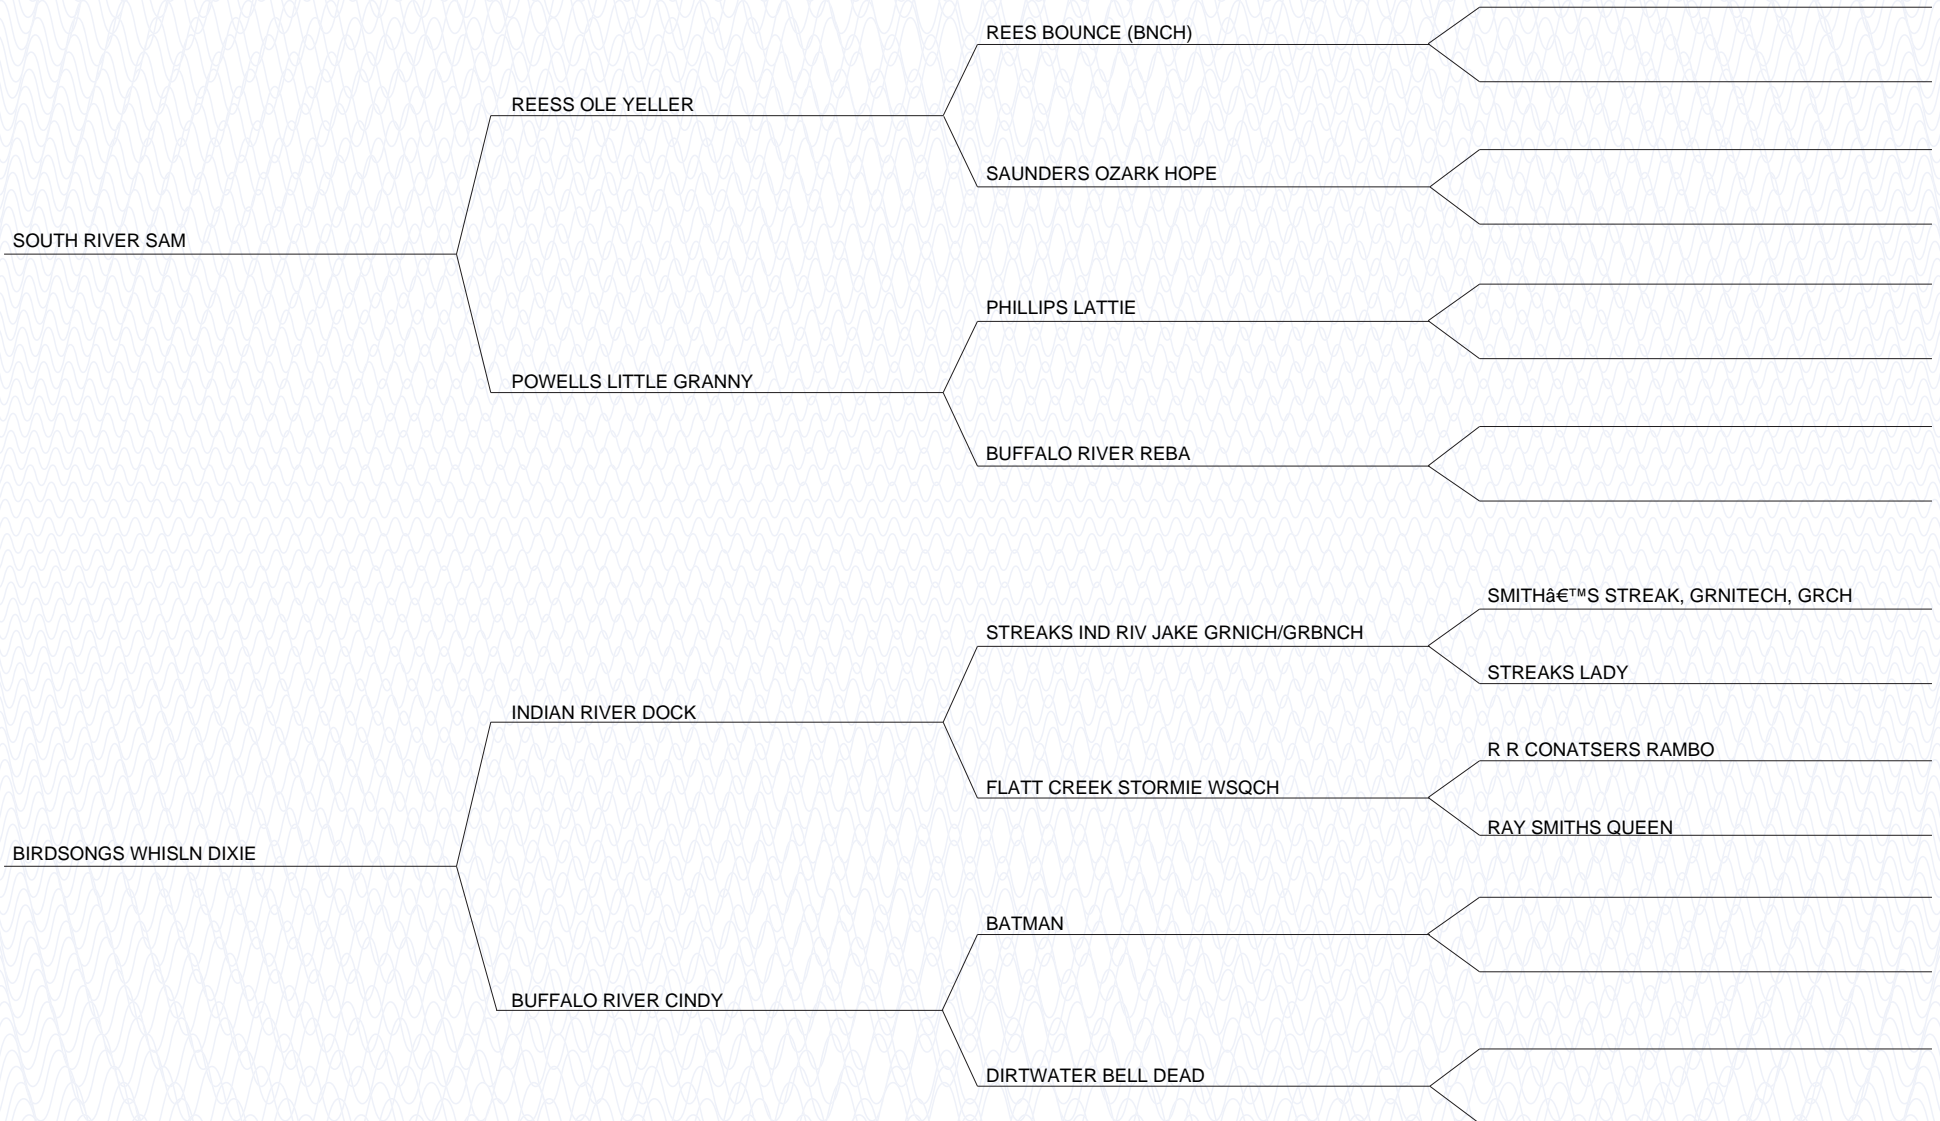 REES BOUNCE (BNCH)
REESS OLE YELLER
SAUNDERS OZARK HOPE
SOUTH RIVER SAM
PHILLIPS LATTIE
POWELLS LITTLE GRANNY
BUFFALO RIVER REBA
SMITHâ€™S STREAK, GRNITECH, GRCH
STREAKS IND RIV JAKE GRNICH/GRBNCH
STREAKS LADY
INDIAN RIVER DOCK
R R CONATSERS RAMBO
FLATT CREEK STORMIE WSQCH
RAY SMITHS QUEEN
BIRDSONGS WHISLN DIXIE
BATMAN
BUFFALO RIVER CINDY
DIRTWATER BELL DEAD